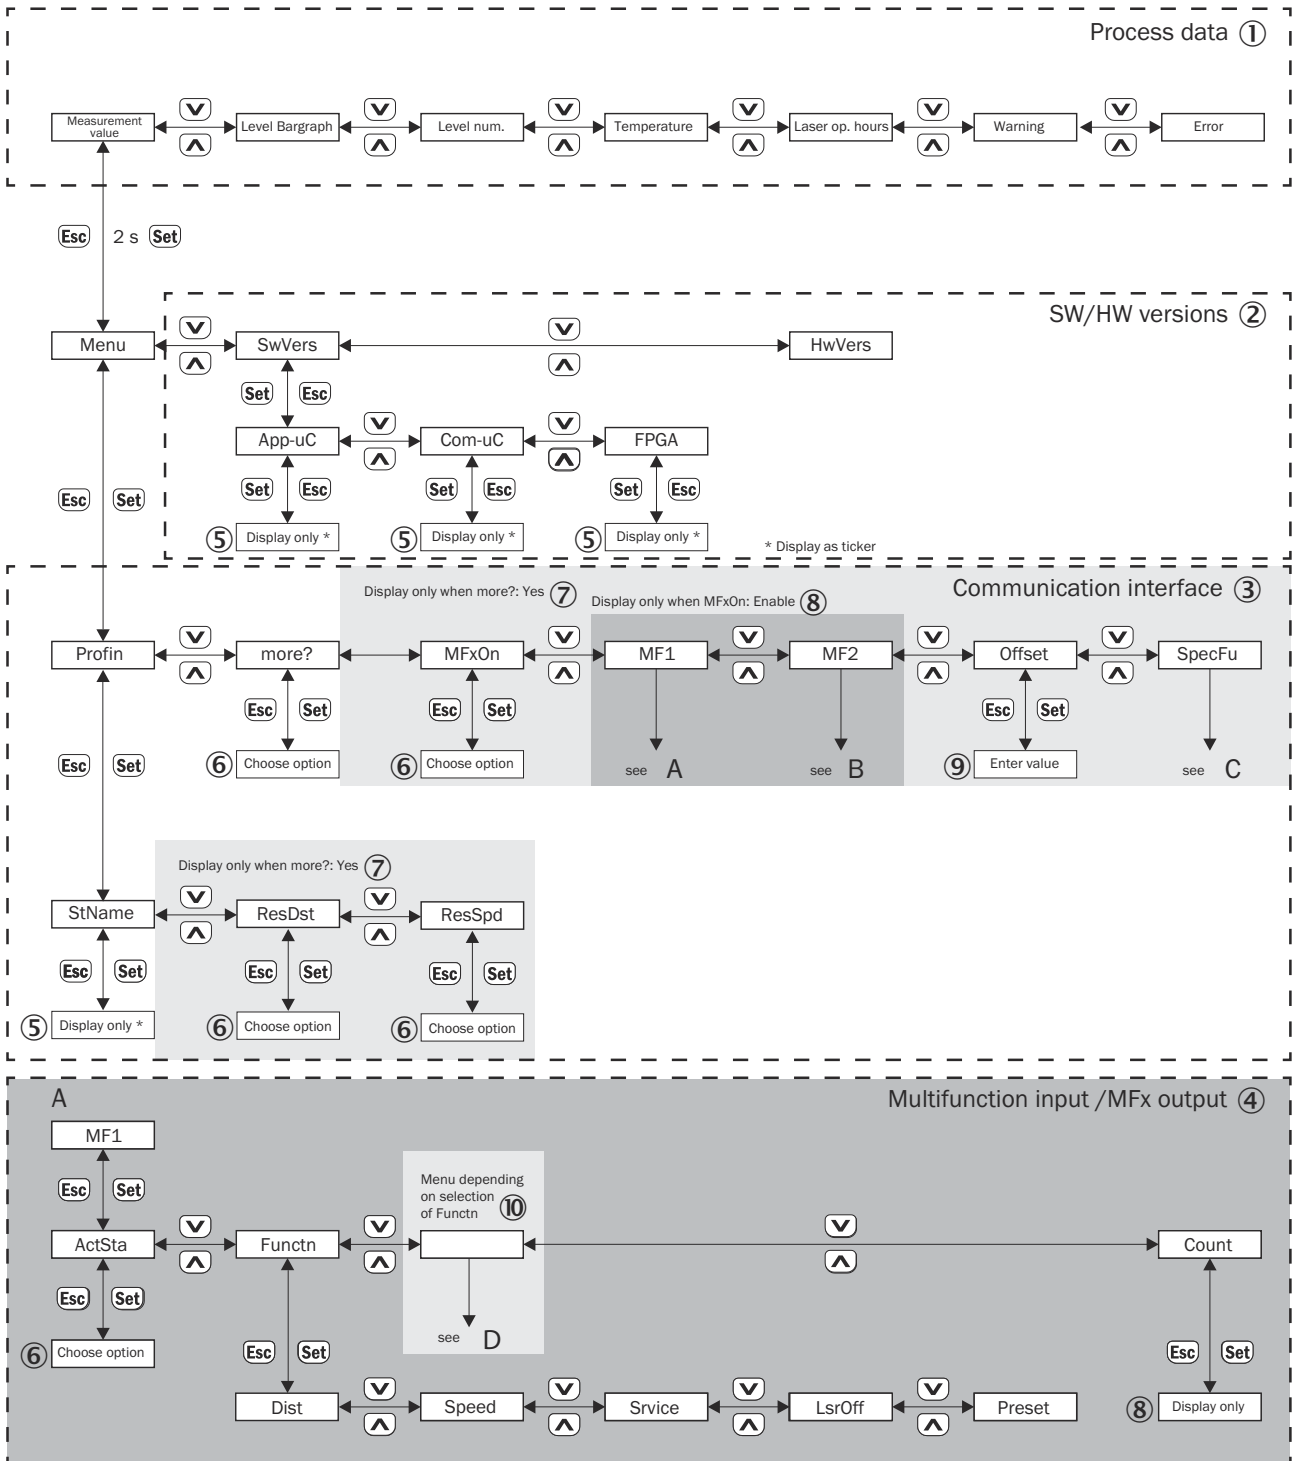 Process data ①
Measurement value
Level Bargraph
Level num.
Temperature
Laser op. hours
Warning
Error
Esc 2 s Set
SW/HW versions ②
Menu
SwVers
HwVers
Set Esc
App-uC
Com-uC
FPGA
Esc Set
Set Esc
Set Esc
Set Esc
⑤ Display only *
⑤ Display only *
⑤ Display only *
* Display as ticker
Communication interface ③
Display only when more?: Yes ⑦
Display only when MFxOn: Enable ⑧
Profin
more?
MFxOn
MF1
MF2
Offset
SpecFu
Esc Set
Esc Set
Esc Set
Esc Set
⑥ Choose option
⑥ Choose option
see A
see B
⑨ Enter value
see C
Display only when more?: Yes ⑦
StName
ResDst
ResSpd
Esc Set
Esc Set
Esc Set
⑤ Display only *
⑥ Choose option
⑥ Choose option
A
Multifunction input /MFx output ④
MF1
Esc Set
Menu depending
on selection
of Functn ⑩
ActSta
Functn
Count
Esc Set
see D
⑥ Choose option
Esc Set
Esc Set
Dist
Speed
Srvice
LsrOff
Preset
⑧ Display only